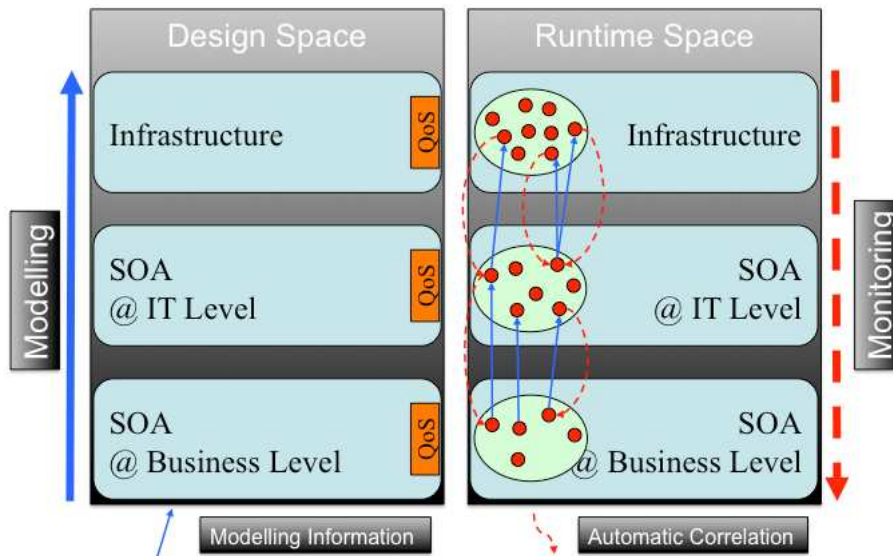 Design Space
Runtime Space
Infrastructure
QoS
Infrastructure
Modelling
SOA
@ IT Level
QoS
SOA
@ IT Level
Monitoring
SOA
@ Business Level
QoS
SOA
@ Business Level
Modelling Information
Automatic Correlation